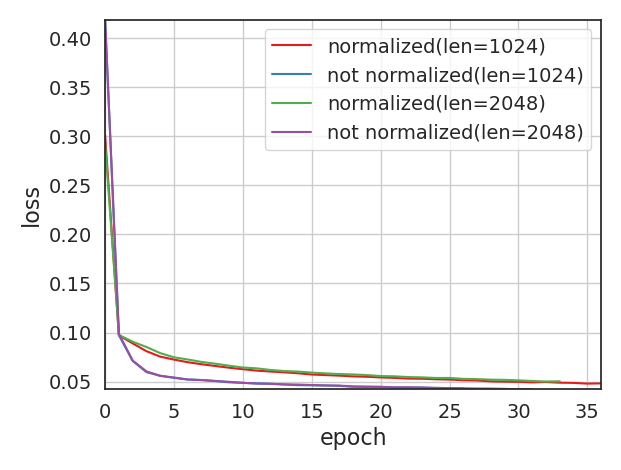 0.40
0.35
0.30
0.25
0.20
0.15
0.10
0.05
loss
normalized(len=1024)
not normalized(len=1024)
normalized(len=2048)
not normalized(len=2048)
0 5 10 15 20 25 30 35
epoch